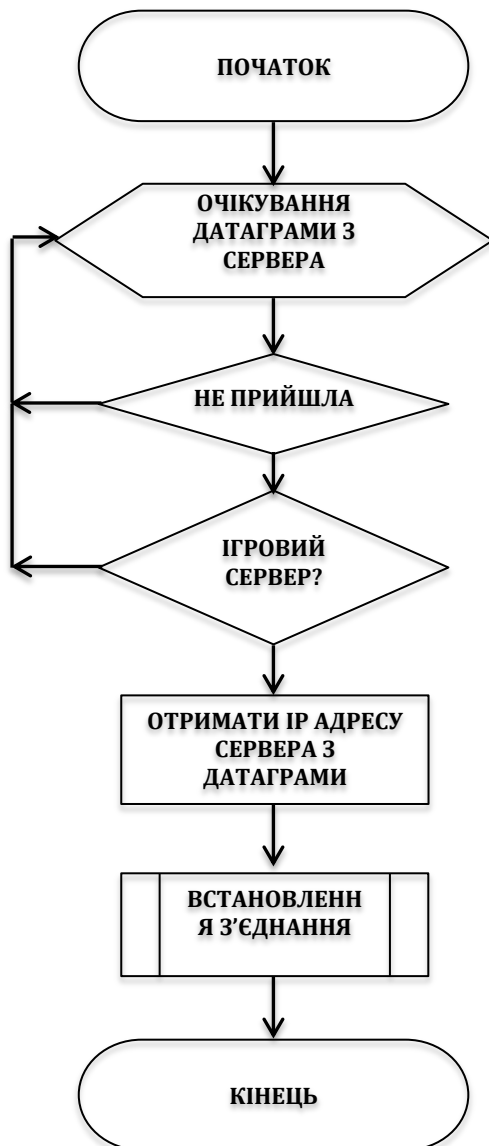 ПОЧАТОК
ОЧІКУВАННЯ
ДАТАГРАМИ З
СЕРВЕРА
НЕ ПРИЙШЛА
ІГРОВИЙ
СЕРВЕР?
ОТРИМАТИ IP АДРЕСУ
СЕРВЕРА З
ДАТАГРАМИ
ВСТАНОВЛЕНН
Я З’ЄДНАННЯ
КІНЕЦЬ